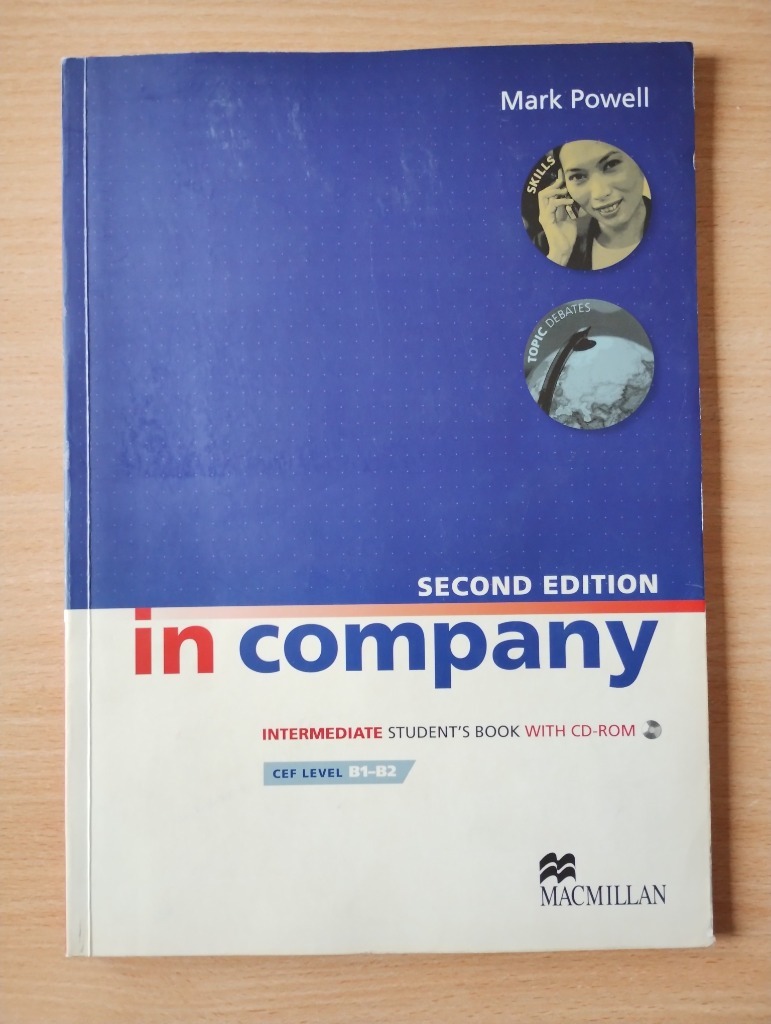 Mark Powell
SKILLS
TOPIC DEBATES
SECOND EDITION
in company
INTERMEDIATE STUDENT'S BOOK WITH CD-ROM
CEF LEVEL B1–B2
MACMILLAN